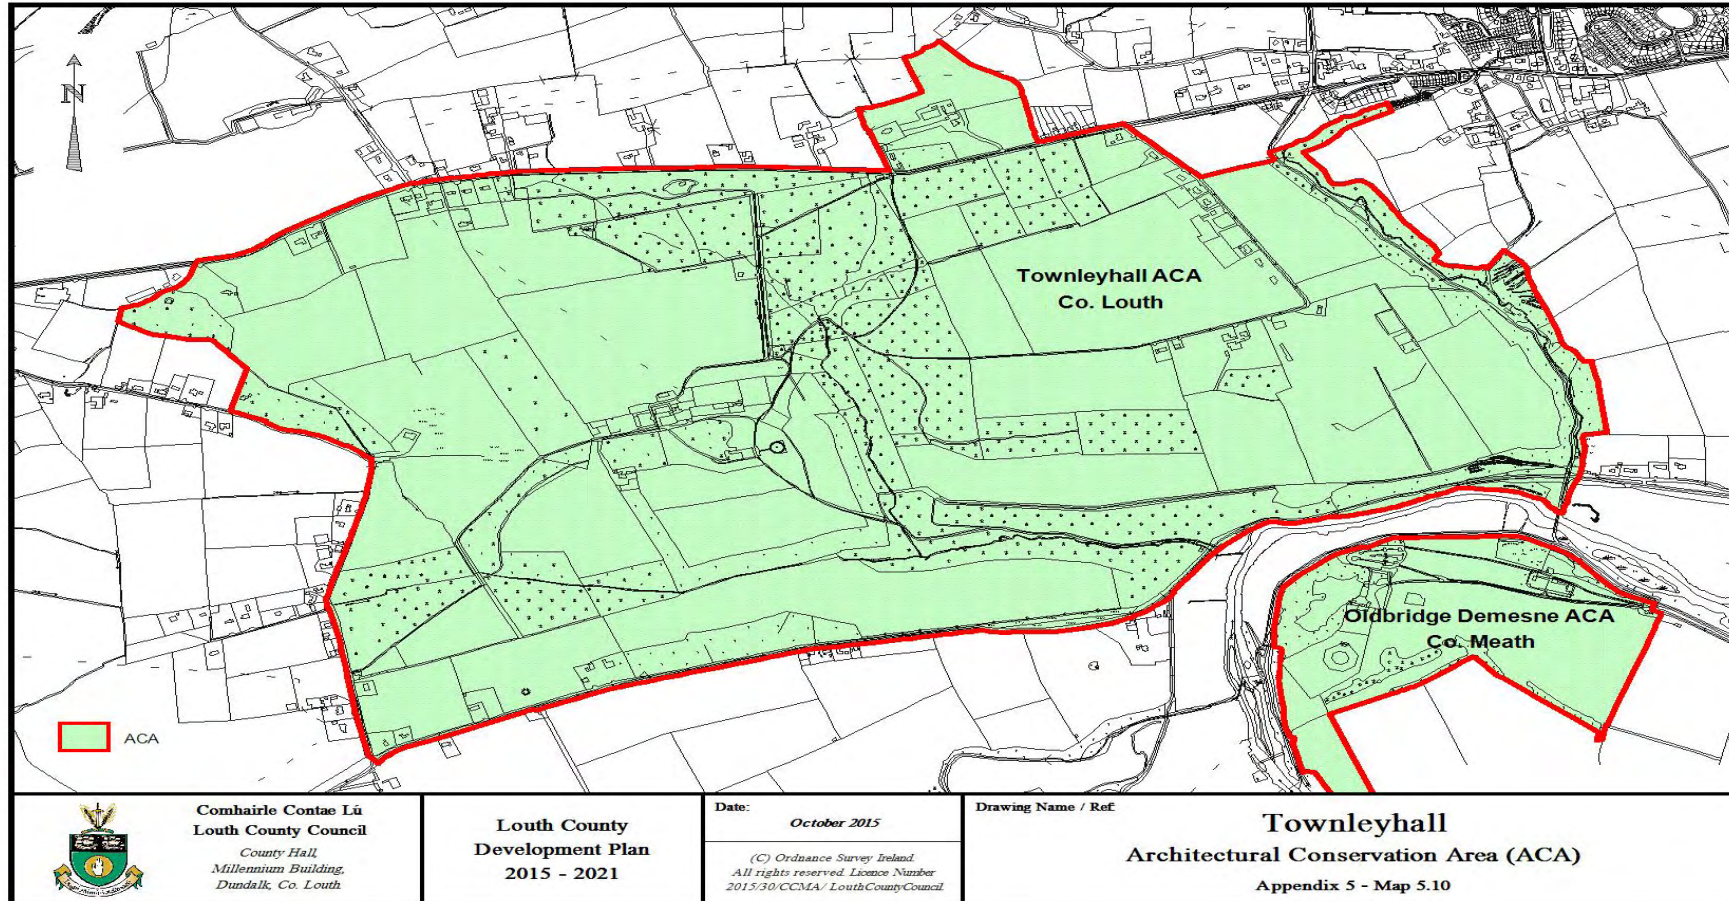 N
Townleyhall ACA
Co. Louth
Oldbridge Demesne ACA
Co. Meath
ACA
Comhairle Contae Lú
Louth County Council
County Hall,
Millennium Building,
Dundalk, Co. Louth
Louth County
Development Plan
2015 - 2021
Date:
October 2015
(C) Ordnance Survey Ireland.
All rights reserved. Licence Number
2015/30/CCMA/ LouthCountyCouncil
Drawing Name / Ref:
Townleyhall
Architectural Conservation Area (ACA)
Appendix 5 - Map 5.10